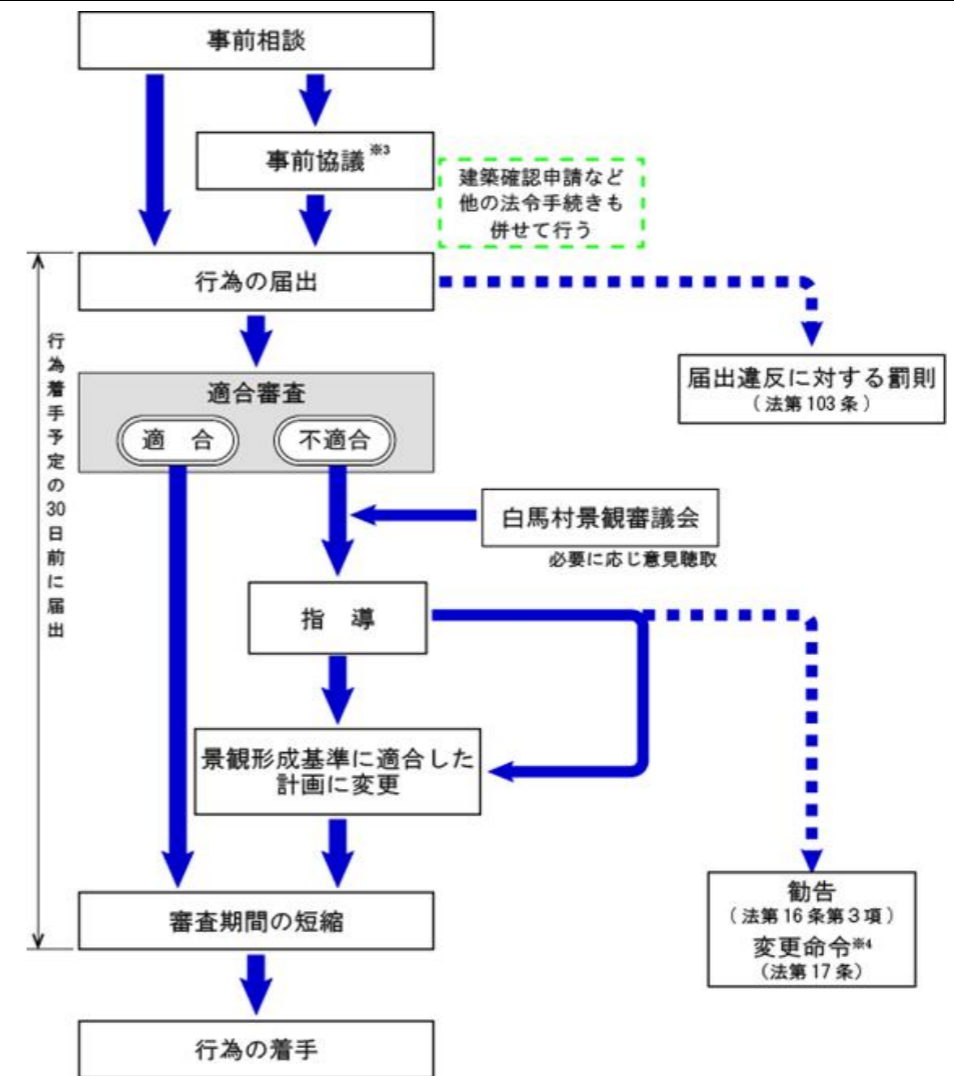 事前相談
事前協議※3
建築確認申請など
他の法令手続きも
併せて行う
行為の届出
行為着手予定の30日前に届出
届出違反に対する罰則
（法第103条）
適合審査
適　合
不適合
白馬村景観審議会
必要に応じ意見聴取
指　導
景観形成基準に適合した
計画に変更
勧告
（法第16条第３項）
変更命令※4
（法第17条）
審査期間の短縮
行為の着手